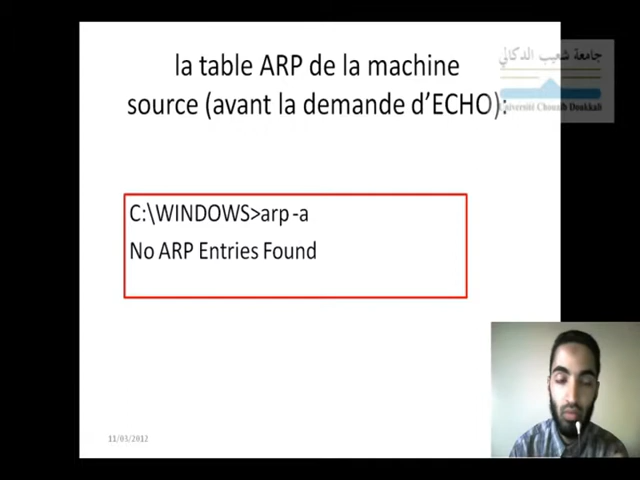 جامعة شعيب الدكالي
la table ARP de la machine
source (avant la demande d'ECHO):
Université Chouaib Doukkali
C:\WINDOWS>arp -a
No ARP Entries Found
11/03/2012